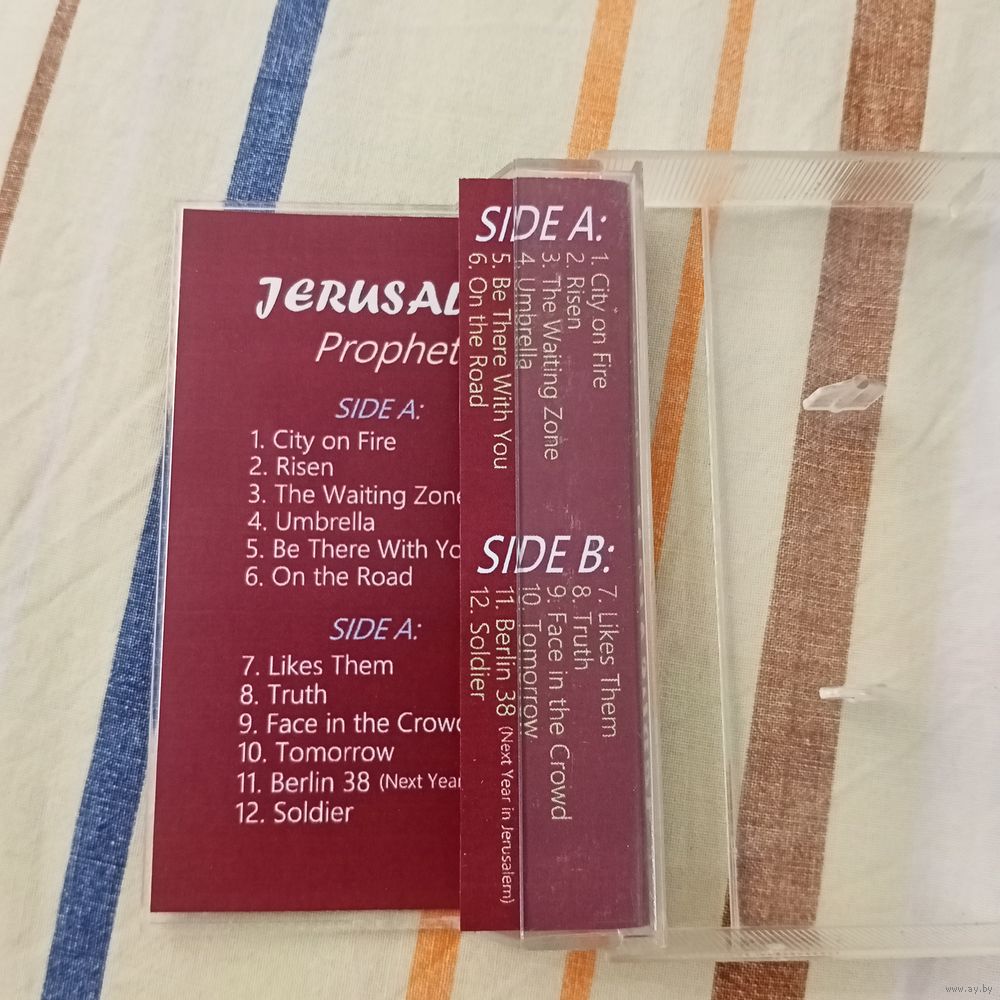 JERUSAL
Prophet
SIDE A:
1. City on Fire
2. Risen
3. The Waiting Zone
4. Umbrella
5. Be There With Yo
6. On the Road
SIDE A:
7. Likes Them
8. Truth
9. Face in the Crowd
10. Tomorrow
11. Berlin 38 (Next Year
12. Soldier
SIDE A:
1. City on Fire
2. Risen
3. The Waiting Zone
4. Umbrella
5. Be There With You
6. On the Road
SIDE B:
7. Likes Them
8. Truth
9. Face in the Crowd
10. Tomorrow
11. Berlin 38 (Next Year in Jerusalem)
12. Soldier
www.ay.by